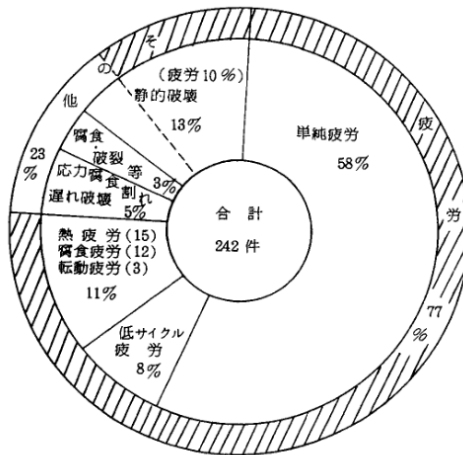 その他
23
%
疲労
77
%
(疲労10%)
静的破壊
13%
単純疲労
58%
腐食・破裂等
3%
応力腐食割れ
遅れ破壊
5%
合計
242件
熱疲労(15)
腐食疲労(12)
転動疲労(3)
11%
低サイクル
疲労
8%